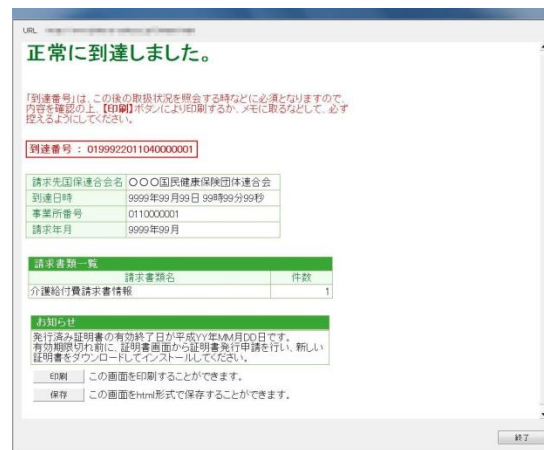 URL
正常に到達しました。
「到達番号」は、この後の取扱状況を照会する時などに必須となりますので、
内容を確認の上、【印刷】ボタンにより印刷するか、メモに取るなどして、必ず
控えるようにしてください。
到達番号 : 0199922011040000001
請求先国保連合会名 〇〇〇国民健康保険団体連合会
到達日時 9999年99月99日 99時99分99秒
事業所番号 0110000001
請求年月 9999年99月
請求書類一覧
請求書類名 件数
介護給付費請求書情報 1
お知らせ
発行済み証明書の有効終了日が平成YY年MM月DD日です。
有効期限切れ前に、証明書画面から証明書発行申請を行い、新しい
証明書をダウンロードしてインストールしてください。
印刷 この画面を印刷することができます。
保存 この画面をhtml形式で保存することができます。
終了